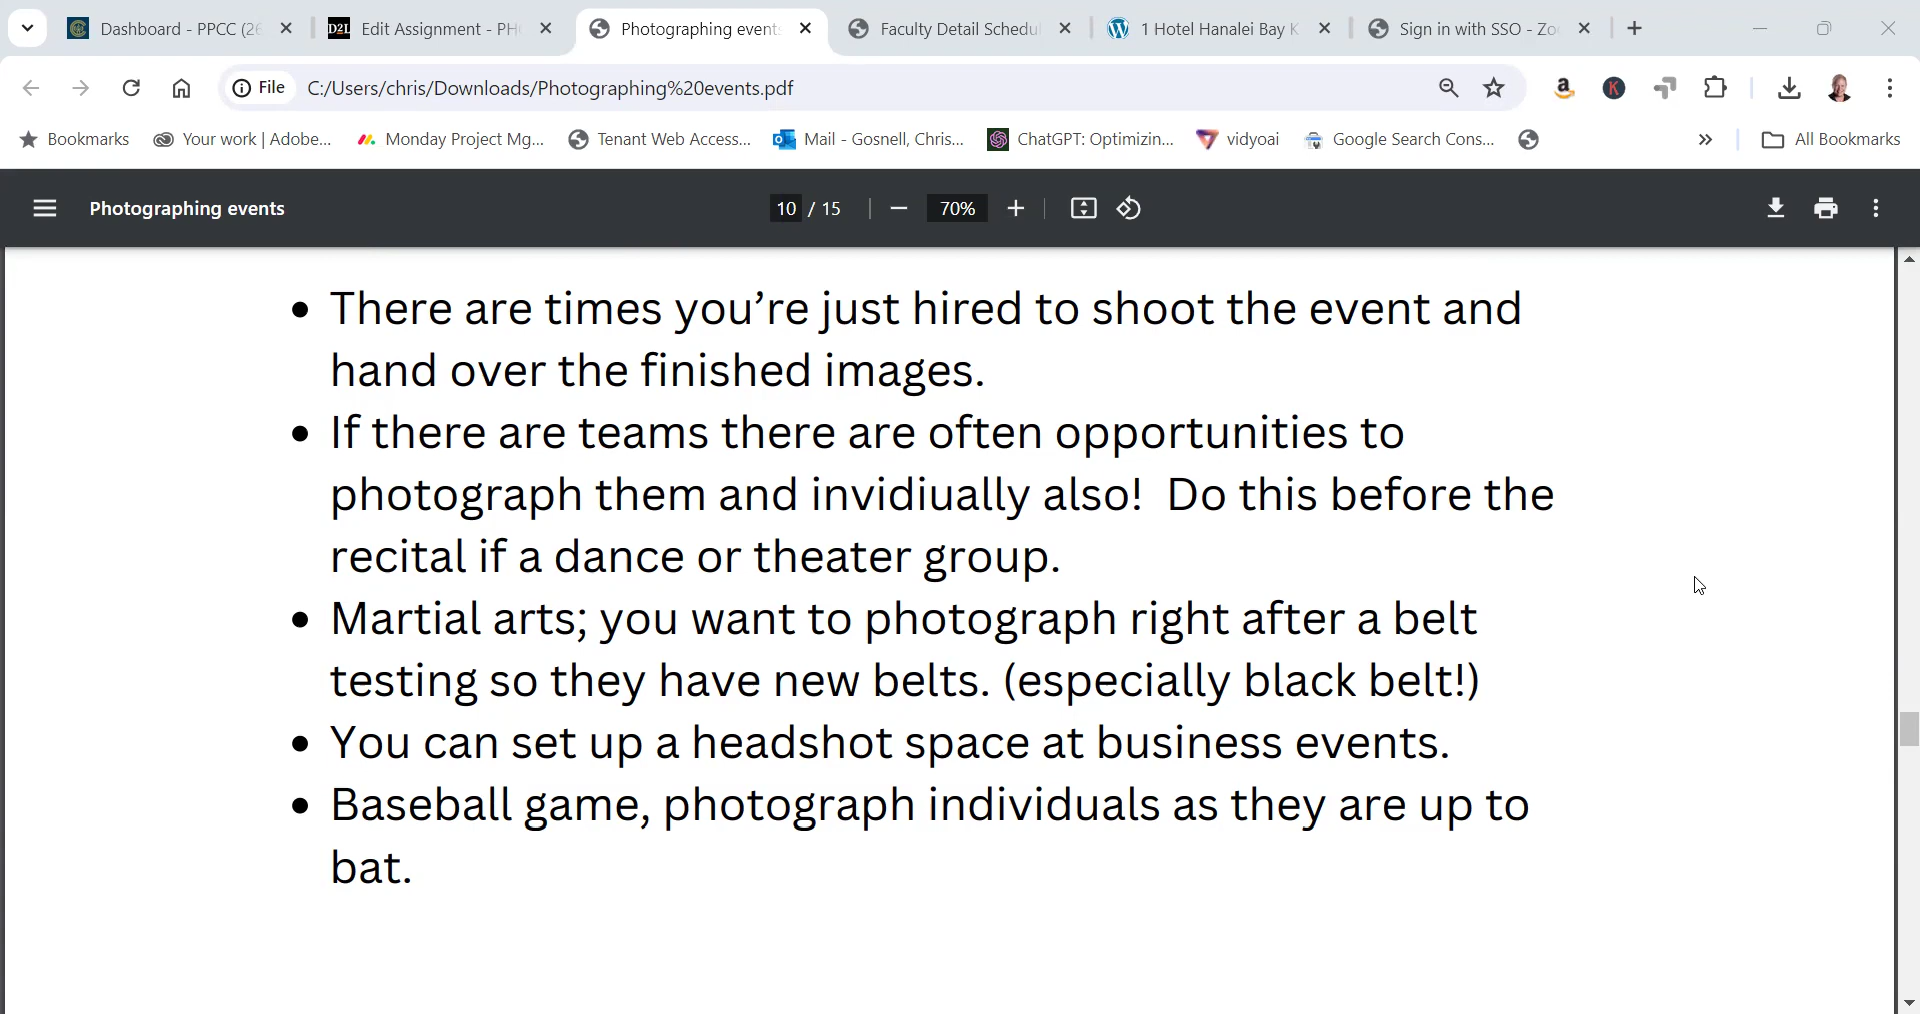 Dashboard - PPCC (26
D2L Edit Assignment - PH
Photographing event
Faculty Detail Schedul
1 Hotel Hanalei Bay K
Sign in with SSO - Zo
File C:/Users/chris/Downloads/Photographing%20events.pdf
Bookmarks Your work | Adobe... Monday Project Mg... Tenant Web Access... Mail - Gosnell, Chris... ChatGPT: Optimizin... vidyoai Google Search Cons... » All Bookmarks
Photographing events 10 / 15 70%
• There are times you’re just hired to shoot the event and
hand over the finished images.
• If there are teams there are often opportunities to
photograph them and invidiually also! Do this before the
recital if a dance or theater group.
• Martial arts; you want to photograph right after a belt
testing so they have new belts. (especially black belt!)
• You can set up a headshot space at business events.
• Baseball game, photograph individuals as they are up to
bat.